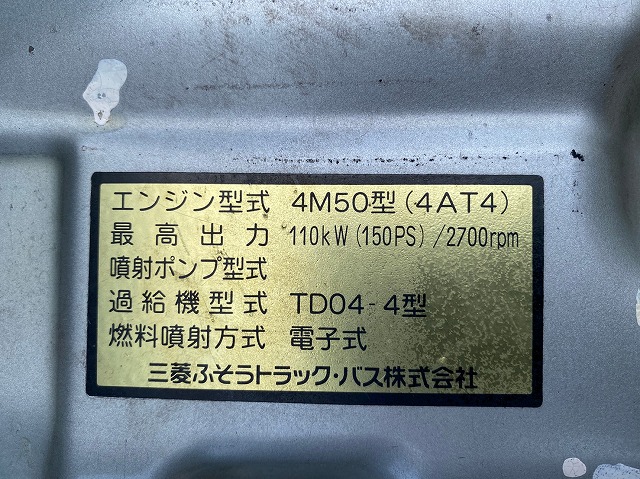 エンジン型式 4M50型(4AT4)
最高出力 110kW(150PS)/2700rpm
噴射ポンプ型式
過給機型式 TD04-4型
燃料噴射方式 電子式
三菱ふそうトラック・バス株式会社